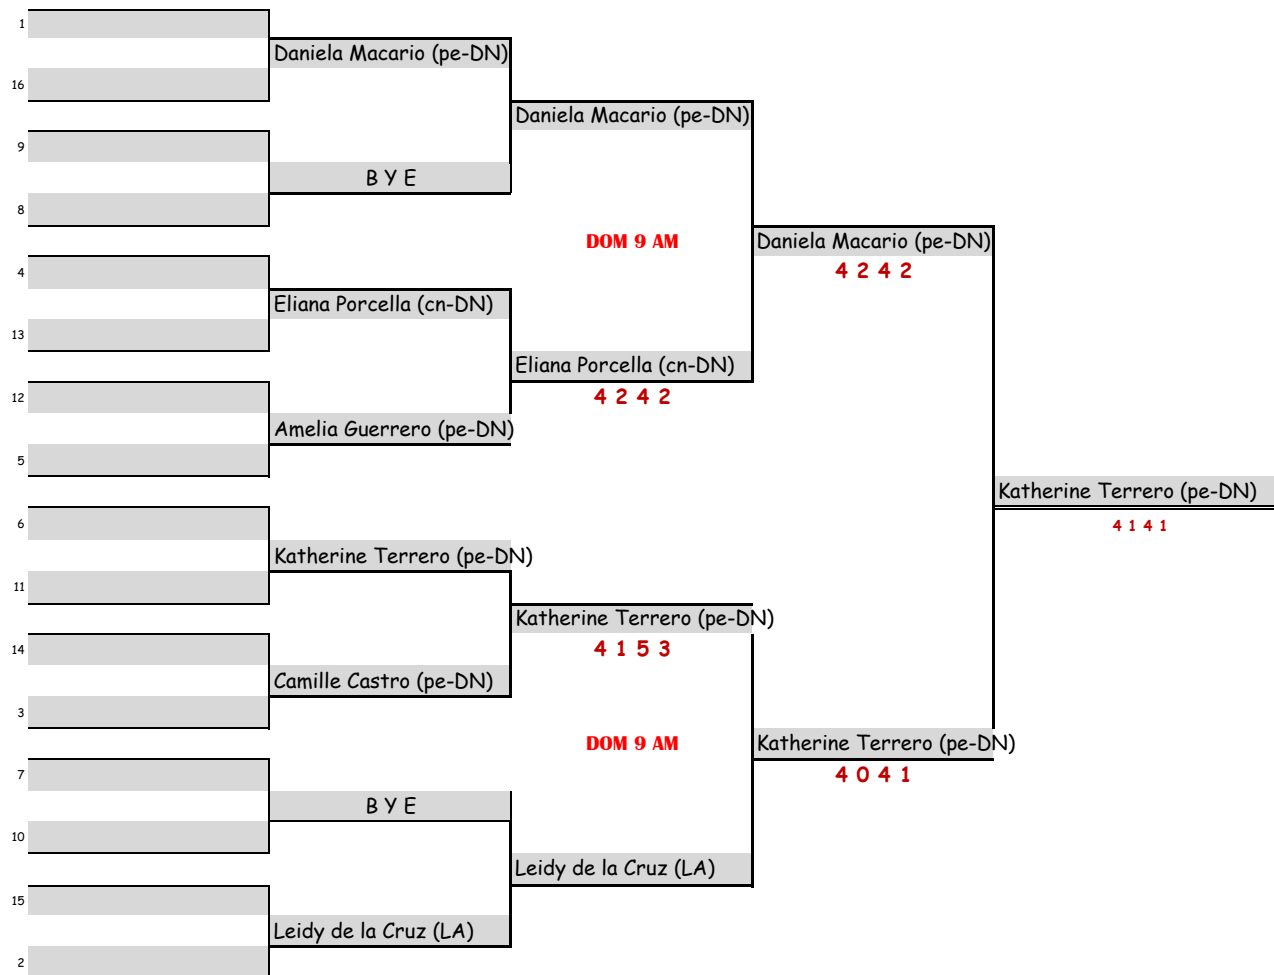 1
Daniela Macario (pe-DN)
16
Daniela Macario (pe-DN)
9
B Y E
8
DOM 9 AM
Daniela Macario (pe-DN)
4 2 4 2
4
Eliana Porcella (cn-DN)
13
Eliana Porcella (cn-DN)
4 2 4 2
12
Amelia Guerrero (pe-DN)
5
Katherine Terrero (pe-DN)
4 1 4 1
6
Katherine Terrero (pe-DN)
11
Katherine Terrero (pe-DN)
4 1 5 3
14
Camille Castro (pe-DN)
3
DOM 9 AM
Katherine Terrero (pe-DN)
4 0 4 1
7
B Y E
10
Leidy de la Cruz (LA)
15
Leidy de la Cruz (LA)
2